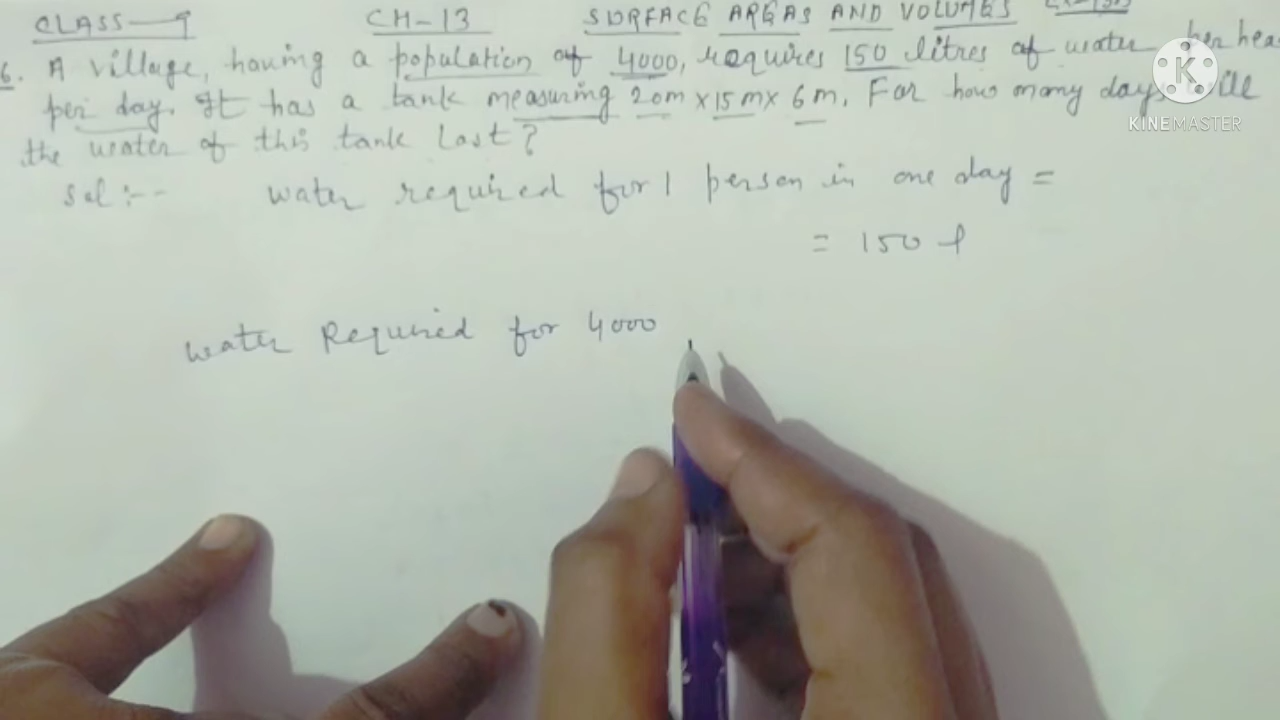 CLASS-9 CH-13 SURFACE AREAS AND VOLUMES
6. A village, having a population of 4000, requires 150 litres of water per head
per day. It has a tank measuring 20m x 15m x 6m. For how many days will
the water of this tank last?
Sol:-- water required for 1 person in one day =
= 150 l
water Required for 4000
K
KINEMASTER